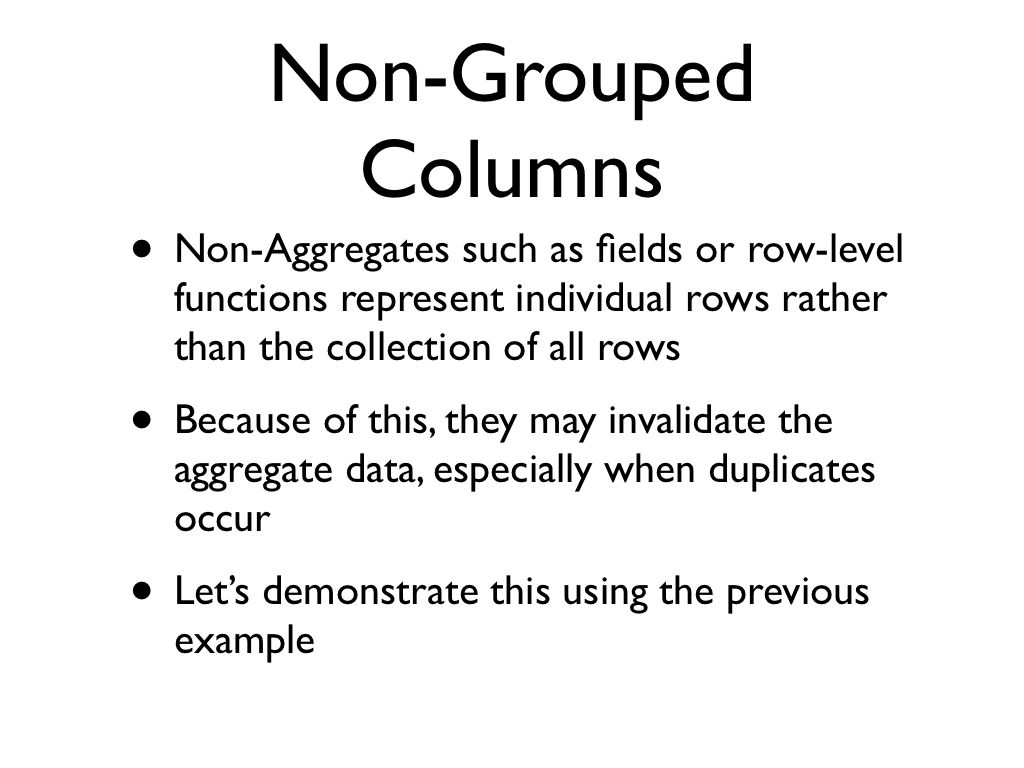 Non-Grouped
Columns
• Non-Aggregates such as fields or row-level
functions represent individual rows rather
than the collection of all rows
• Because of this, they may invalidate the
aggregate data, especially when duplicates
occur
• Let’s demonstrate this using the previous
example